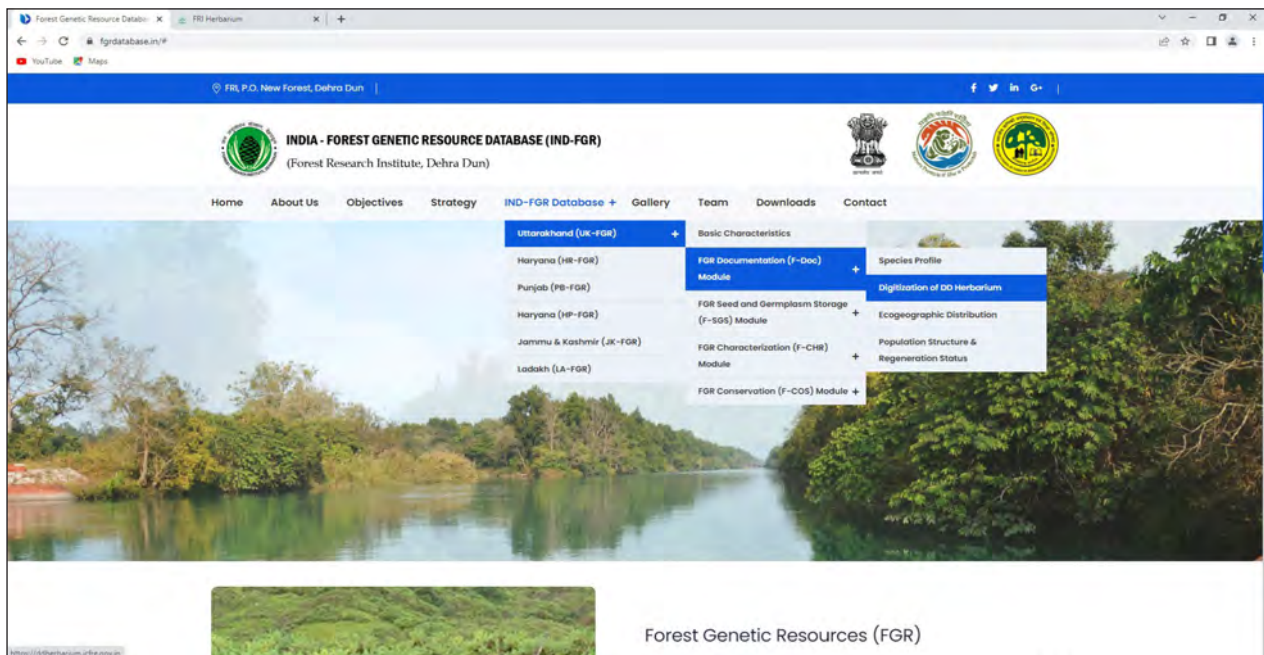 Forest Genetic Resource Databa
FRI Herbarium
fgrdatabase.in/#
YouTube
Maps
FRI, P.O. New Forest, Dehra Dun
INDIA - FOREST GENETIC RESOURCE DATABASE (IND-FGR)
(Forest Research Institute, Dehra Dun)
Home About Us Objectives Strategy IND-FGR Database + Gallery Team Downloads Contact
Uttarakhand (UK-FGR) +
Haryana (HR-FGR)
Punjab (PB-FGR)
Haryana (HP-FGR)
Jammu & Kashmir (JK-FGR)
Ladakh (LA-FGR)
Basic Characteristics
FGR Documentation (F-Doc) +
Module
FGR Seed and Germplasm Storage +
(F-SGS) Module
FGR Characterization (F-CHR) +
Module
FGR Conservation (F-COS) Module +
Species Profile
Digitization of DD Herbarium
Ecogeographic Distribution
Population Structure &
Regeneration Status
Forest Genetic Resources (FGR)
https://ddherbarium.icfre.gov.in